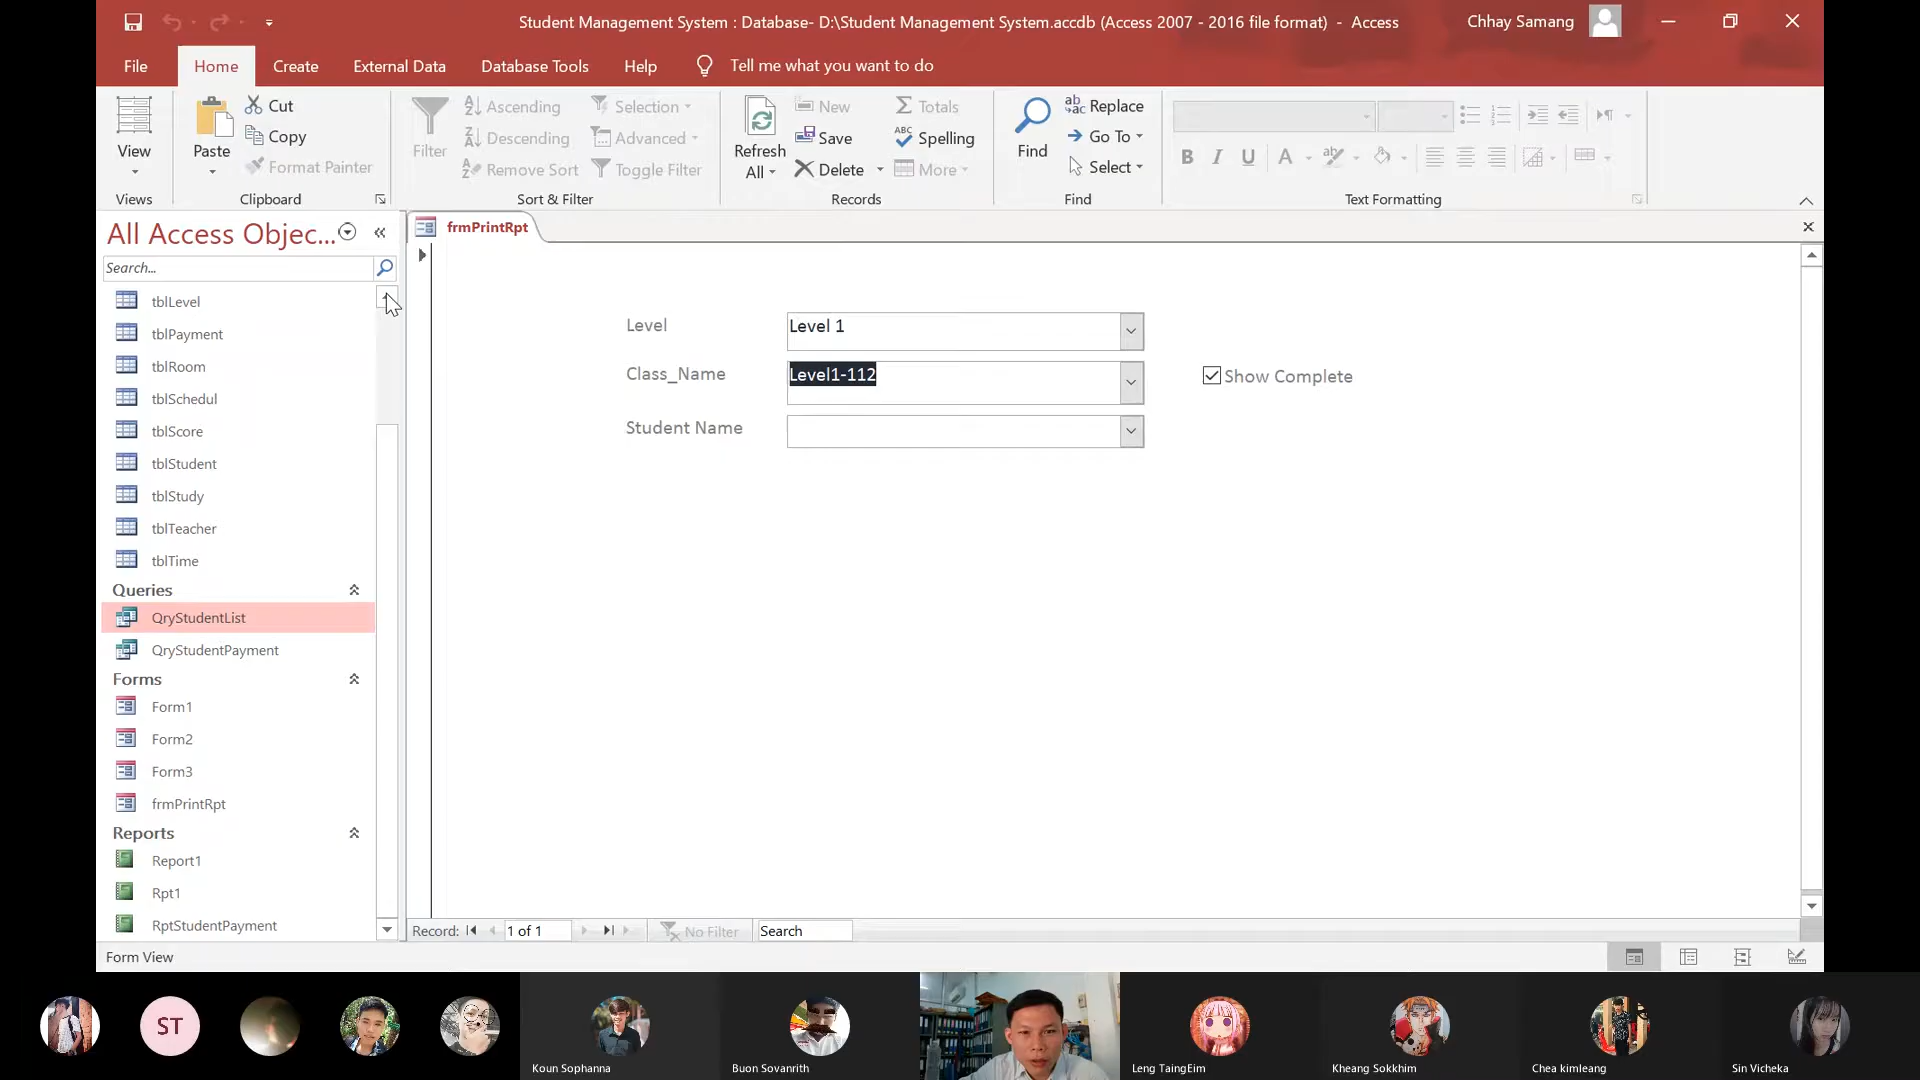 Student Management System : Database- D:\Student Management System.accdb (Access 2007 - 2016 file format) - Access
Chhay Samang
File
Home
Create
External Data
Database Tools
Help
Tell me what you want to do
View
Views
Paste
Cut
Copy
Format Painter
Clipboard
Filter
Ascending
Descending
Remove Sort
Selection
Advanced
Toggle Filter
Sort & Filter
Refresh
All
New
Save
Delete
Totals
Spelling
More
Records
Find
Replace
Go To
Select
Find
B I U
A
Text Formatting
All Access Objec...
Search...
tblLevel
tblPayment
tblRoom
tblSchedul
tblScore
tblStudent
tblStudy
tblTeacher
tblTime
Queries
QryStudentList
QryStudentPayment
Forms
Form1
Form2
Form3
frmPrintRpt
Reports
Report1
Rpt1
RptStudentPayment
frmPrintRpt
Level
Level 1
Class_Name
Level1-112
Show Complete
Student Name
Record:
1 of 1
No Filter
Search
Form View
ST
Koun Sophanna
Buon Sovanrith
Leng TaingEim
Kheang Sokkhim
Chea kimleang
Sin Vicheka